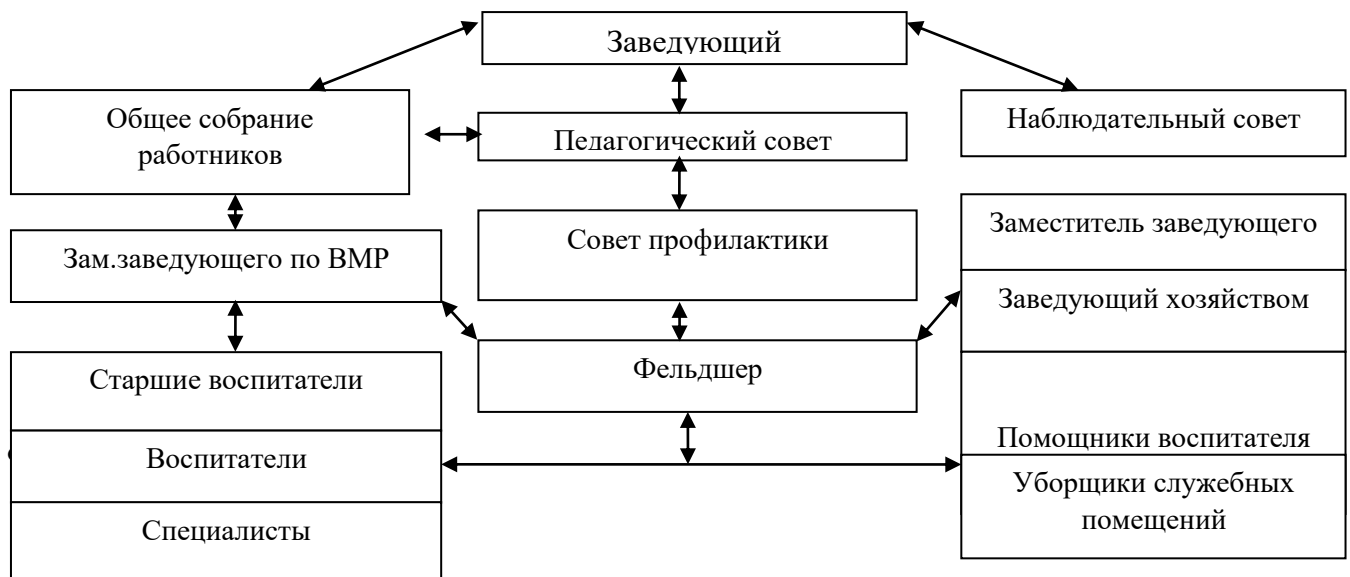 Заведующий
Общее собрание
работников
Педагогический совет
Наблюдательный совет
Зам.заведующего по ВМР
Совет профилактики
Заместитель заведующего
Заведующий хозяйством
Старшие воспитатели
Фельдшер
Воспитатели
Помощники воспитателя
Специалисты
Уборщики служебных
помещений